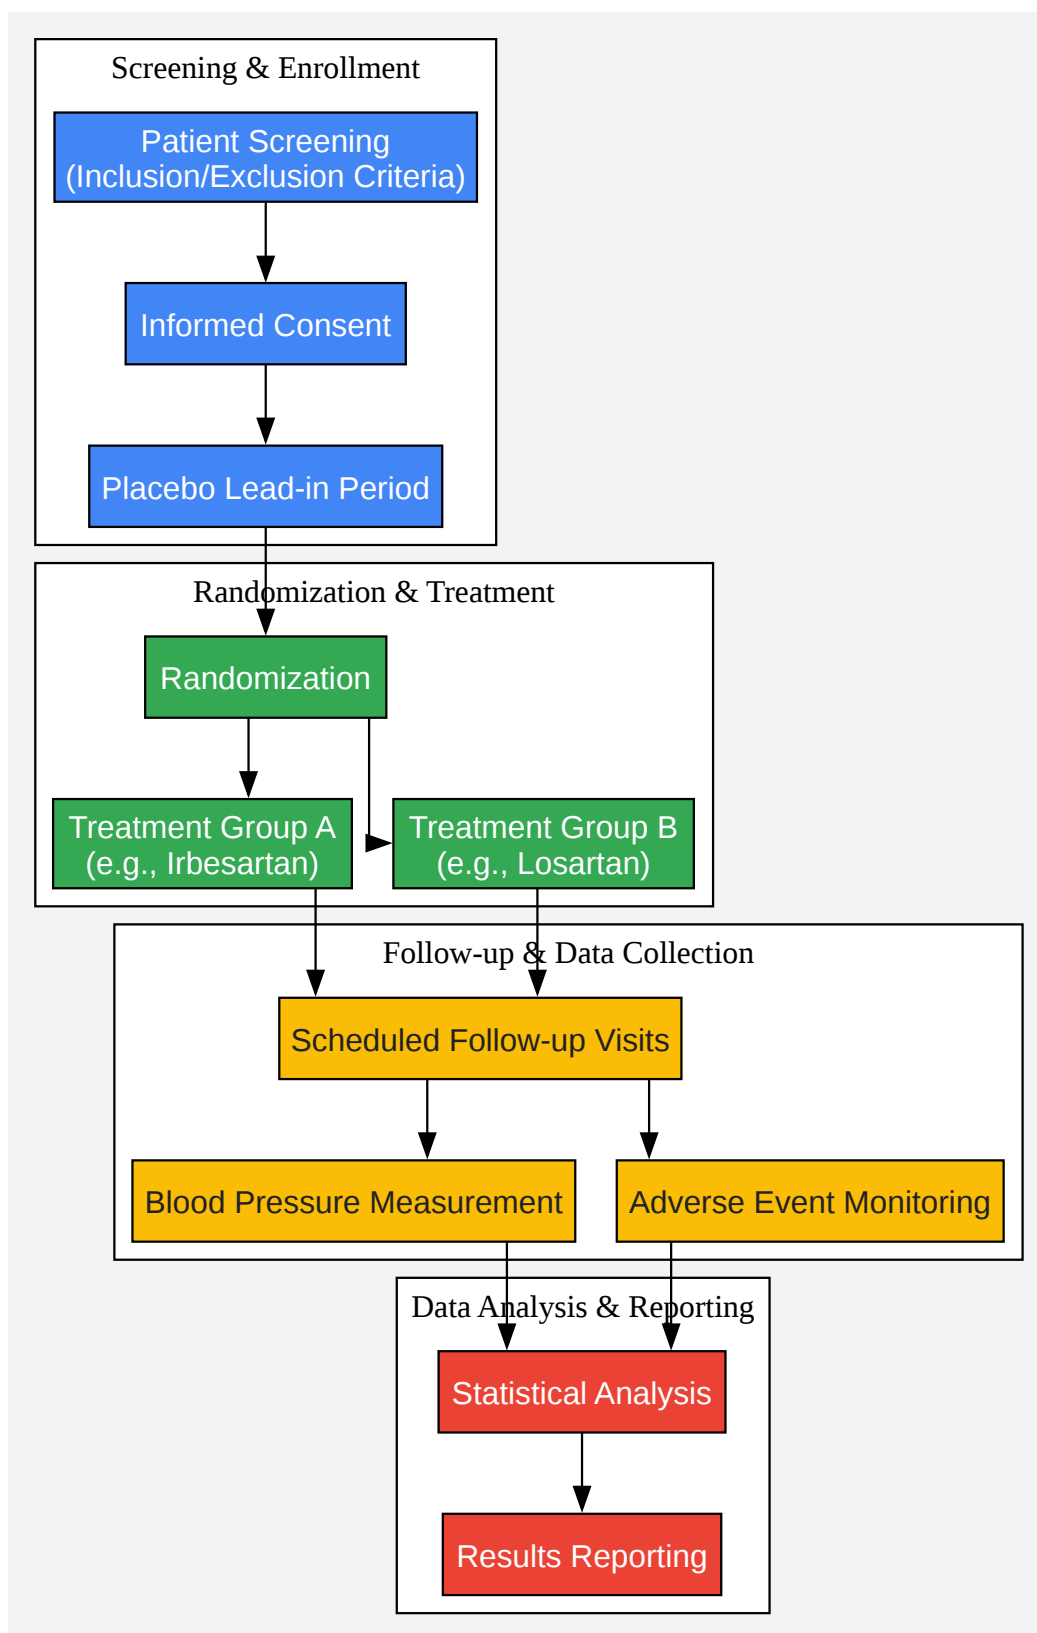 Screening & Enrollment
Patient Screening
(Inclusion/Exclusion Criteria)
Informed Consent
Placebo Lead-in Period
Randomization & Treatment
Randomization
Treatment Group A
(e.g., Irbesartan)
Treatment Group B
(e.g., Losartan)
Follow-up & Data Collection
Scheduled Follow-up Visits
Blood Pressure Measurement
Adverse Event Monitoring
Data Analysis & Reporting
Statistical Analysis
Results Reporting